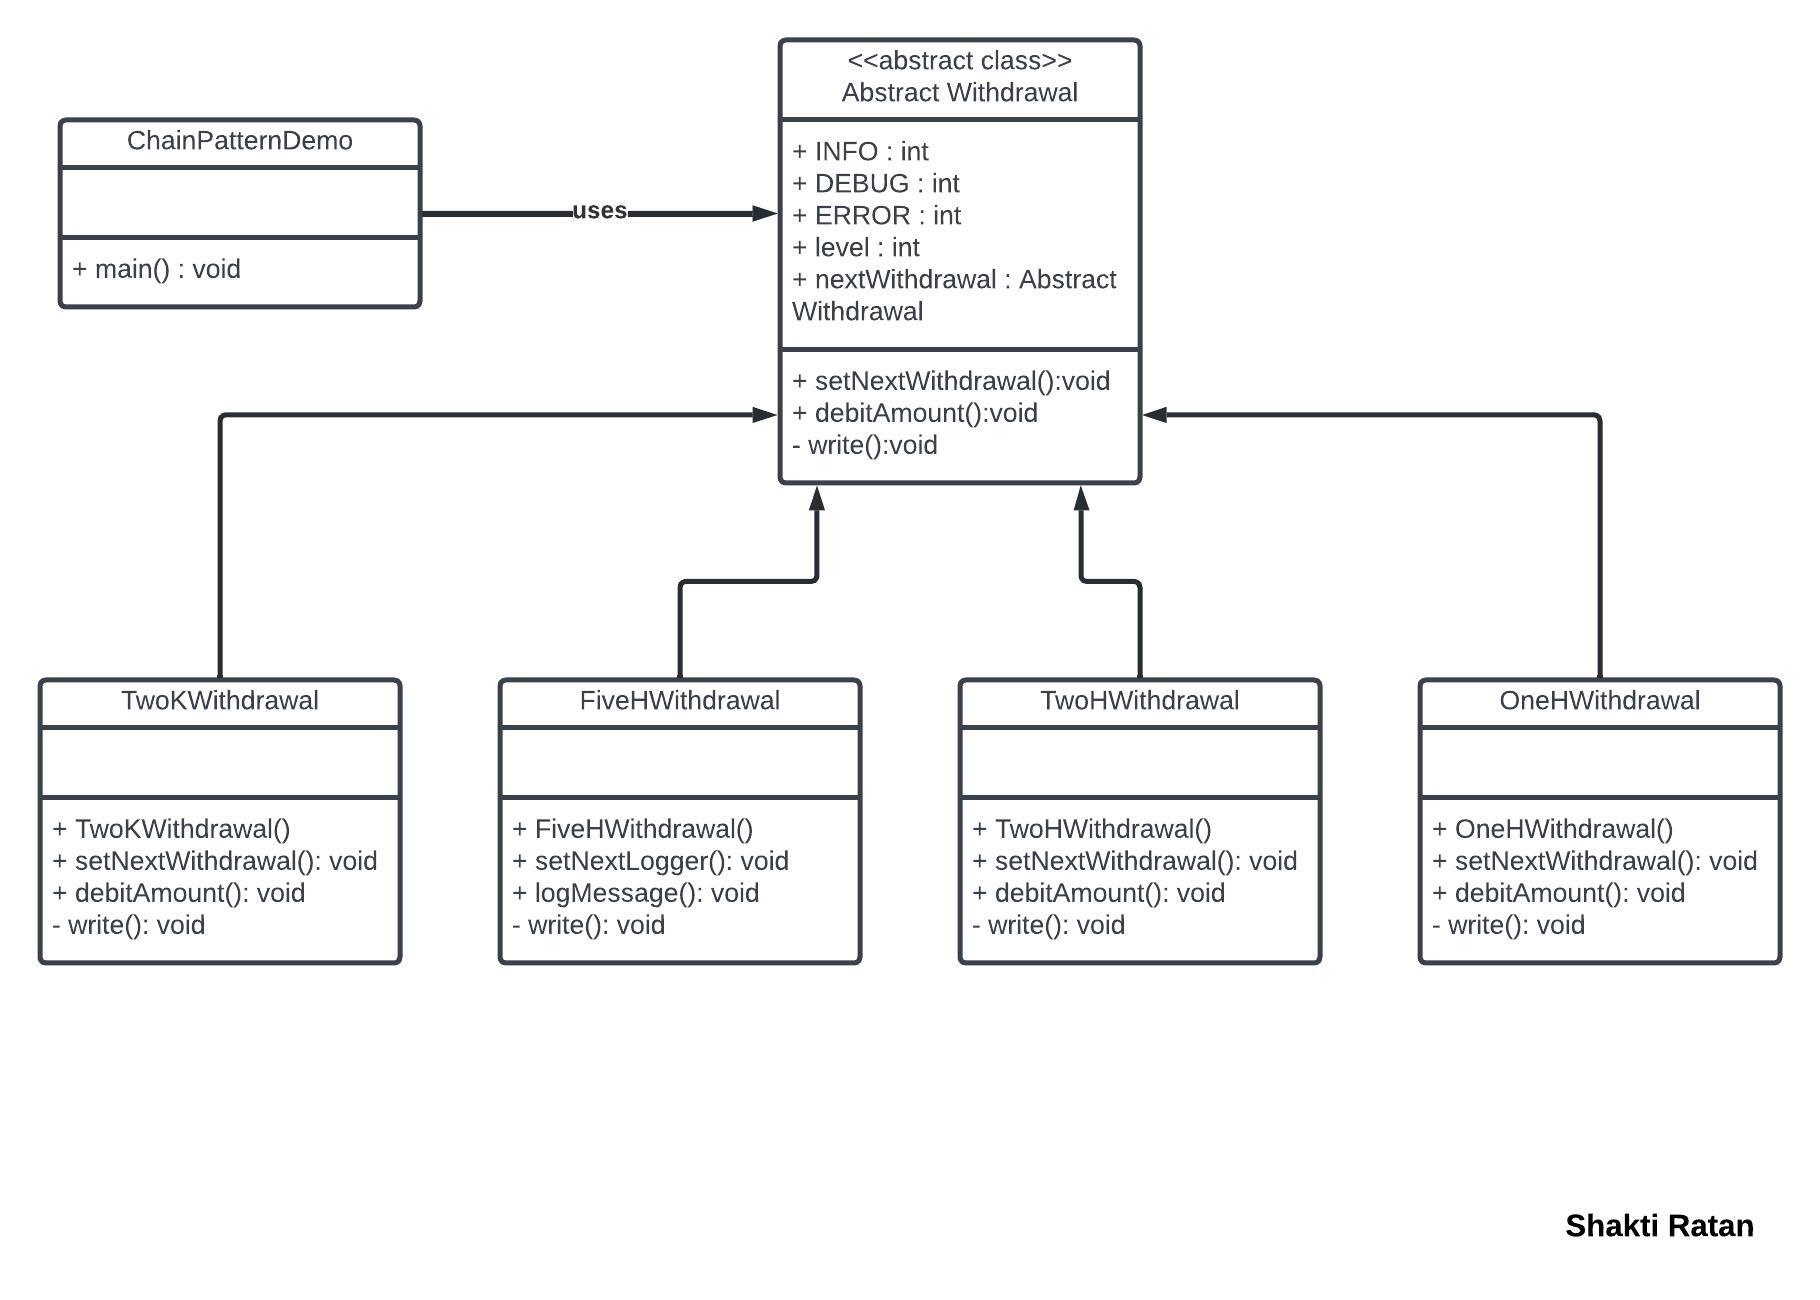 <<abstract class>>
Abstract Withdrawal
+ INFO : int
+ DEBUG : int
+ ERROR : int
+ level : int
+ nextWithdrawal : Abstract
Withdrawal
+ setNextWithdrawal():void
+ debitAmount():void
- write():void
ChainPatternDemo
+ main() : void
uses
TwoKWithdrawal
+ TwoKWithdrawal()
+ setNextWithdrawal(): void
+ debitAmount(): void
- write(): void
FiveHWithdrawal
+ FiveHWithdrawal()
+ setNextLogger(): void
+ logMessage(): void
- write(): void
TwoHWithdrawal
+ TwoHWithdrawal()
+ setNextWithdrawal(): void
+ debitAmount(): void
- write(): void
OneHWithdrawal
+ OneHWithdrawal()
+ setNextWithdrawal(): void
+ debitAmount(): void
- write(): void
Shakti Ratan